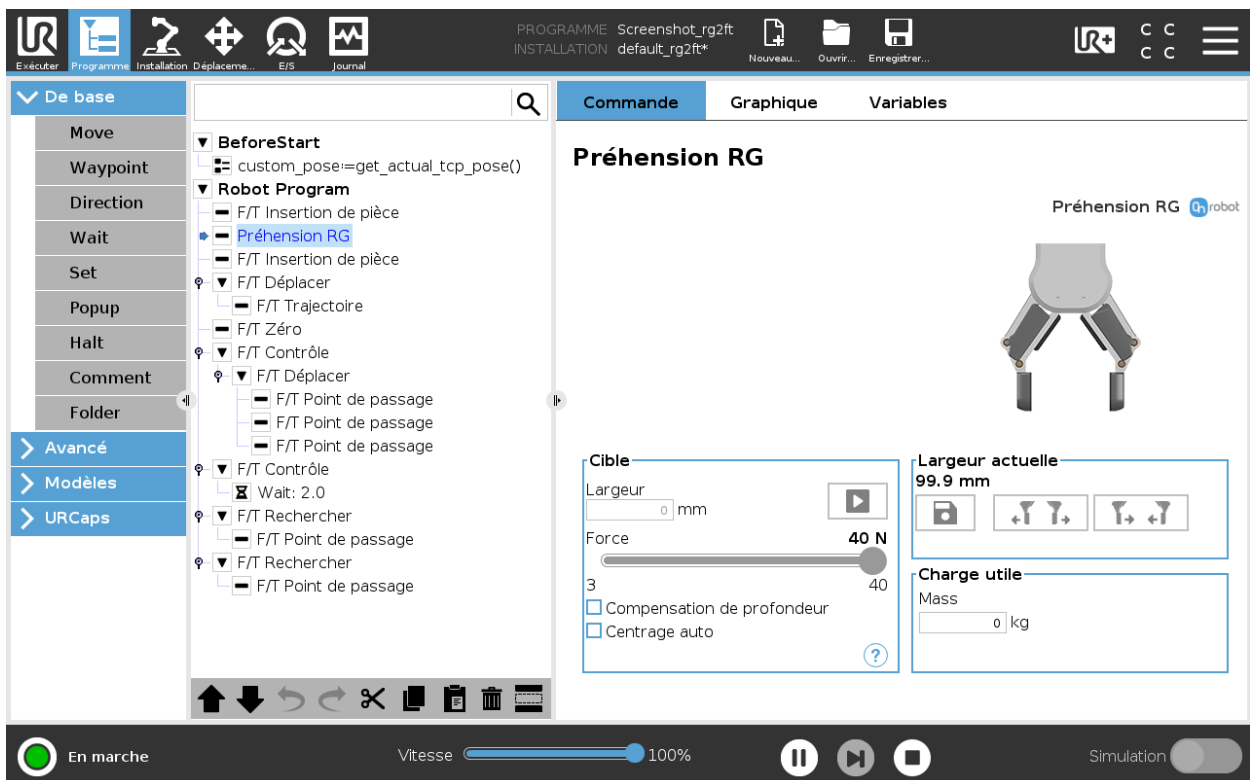 PROGRAMME Screenshot_rg2ft
INSTALLATION default_rg2ft*
Exécuter
Programme
Installation
Déplaceme...
E/S
Journal
Nouveau...
Ouvrir...
Enregistrer...
UR+
C C
C C
De base
Move
Waypoint
Direction
Wait
Set
Popup
Halt
Comment
Folder
Avancé
Modèles
URCaps
BeforeStart
custom_pose≔get_actual_tcp_pose()
Robot Program
F/T Insertion de pièce
Préhension RG
F/T Insertion de pièce
F/T Déplacer
F/T Trajectoire
F/T Zéro
F/T Contrôle
F/T Déplacer
F/T Point de passage
F/T Point de passage
F/T Point de passage
F/T Contrôle
Wait: 2.0
F/T Rechercher
F/T Point de passage
F/T Rechercher
F/T Point de passage
Commande
Graphique
Variables
Préhension RG
Préhension RG OnRobot
Cible
Largeur
0 mm
Force 40 N
3 40
Compensation de profondeur
Centrage auto
?
Largeur actuelle
99.9 mm
Charge utile
Mass
0 kg
En marche
Vitesse 100%
Simulation